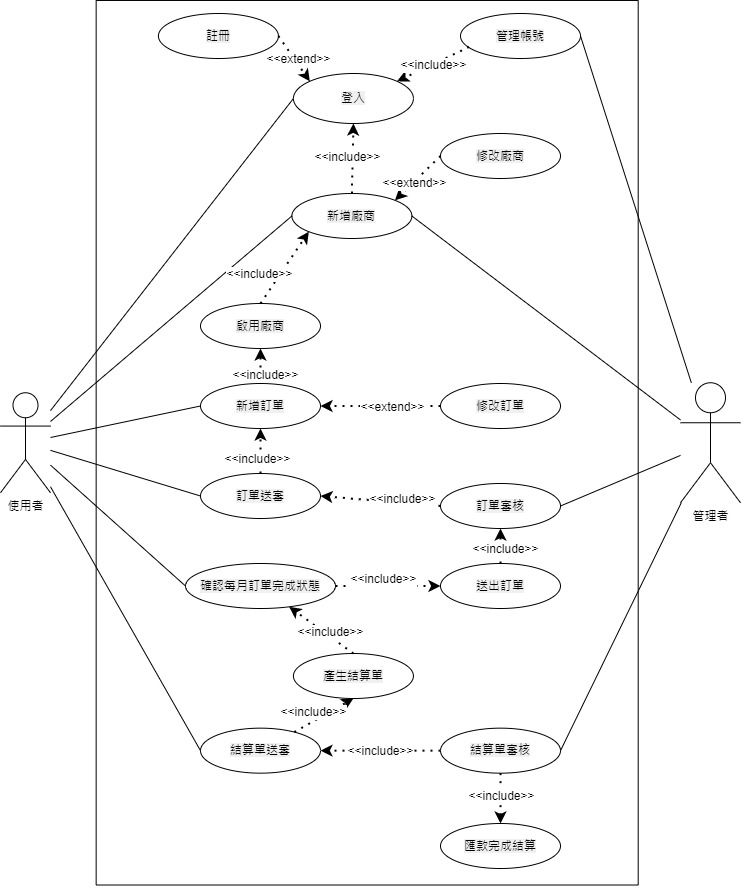 註冊
管理帳號
<<extend>>
<<include>>
登入
<<include>>
修改廠商
<<extend>>
新增廠商
<<include>>
啟用廠商
<<include>>
新增訂單
<<extend>>
修改訂單
<<include>>
訂單送審
<<include>>
訂單審核
使用者
管理者
<<include>>
確認每月訂單完成狀態
<<include>>
送出訂單
<<include>>
產生結算單
<<include>>
結算單送審
<<include>>
結算單審核
<<include>>
匯款完成結算